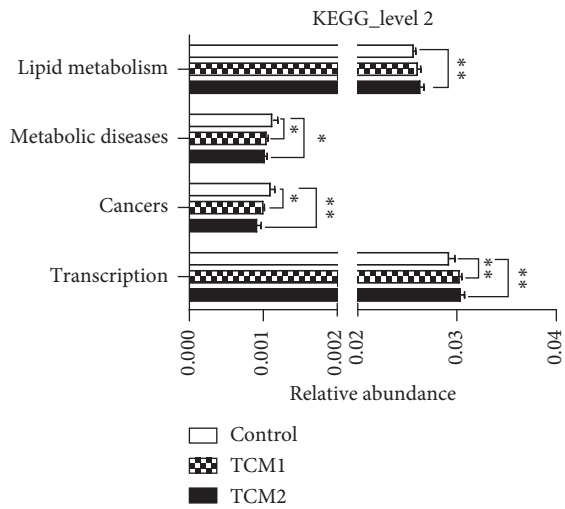 KEGG_level 2
Lipid metabolism
**
Metabolic diseases
* *
Cancers
* **
Transcription
** **
0.000 0.001 0.002 0.02 0.03 0.04
Relative abundance
Control
TCM1
TCM2